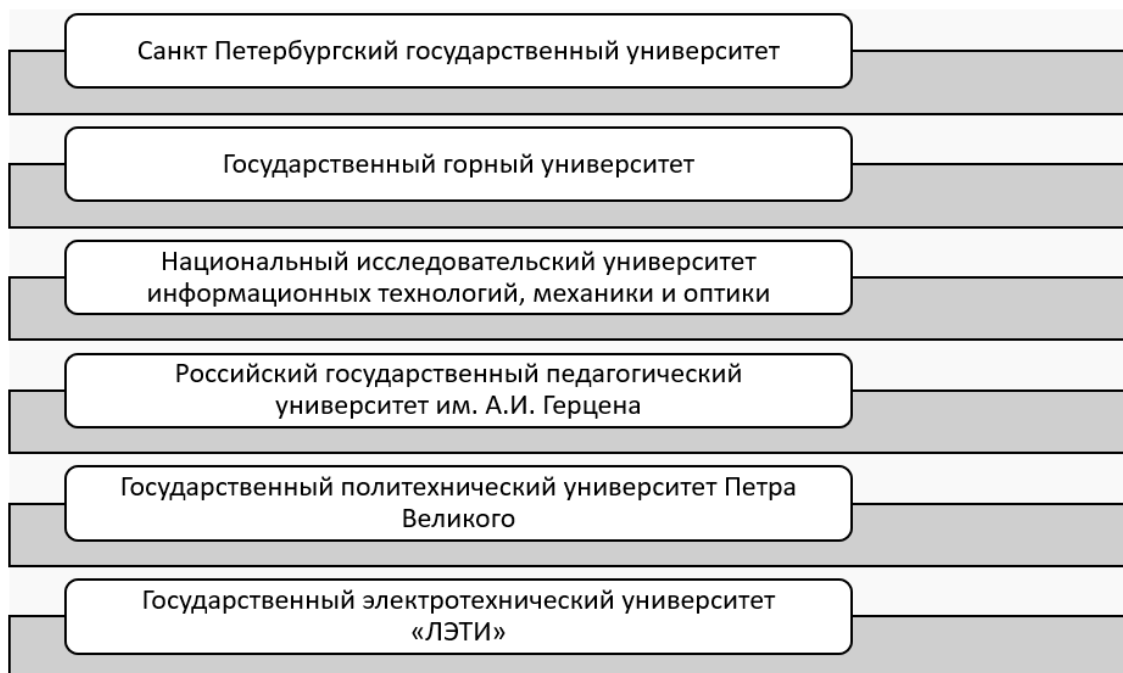 Санкт Петербургский государственный университет
Государственный горный университет
Национальный исследовательский университет
информационных технологий, механики и оптики
Российский государственный педагогический
университет им. А.И. Герцена
Государственный политехнический университет Петра
Великого
Государственный электротехнический университет
«ЛЭТИ»